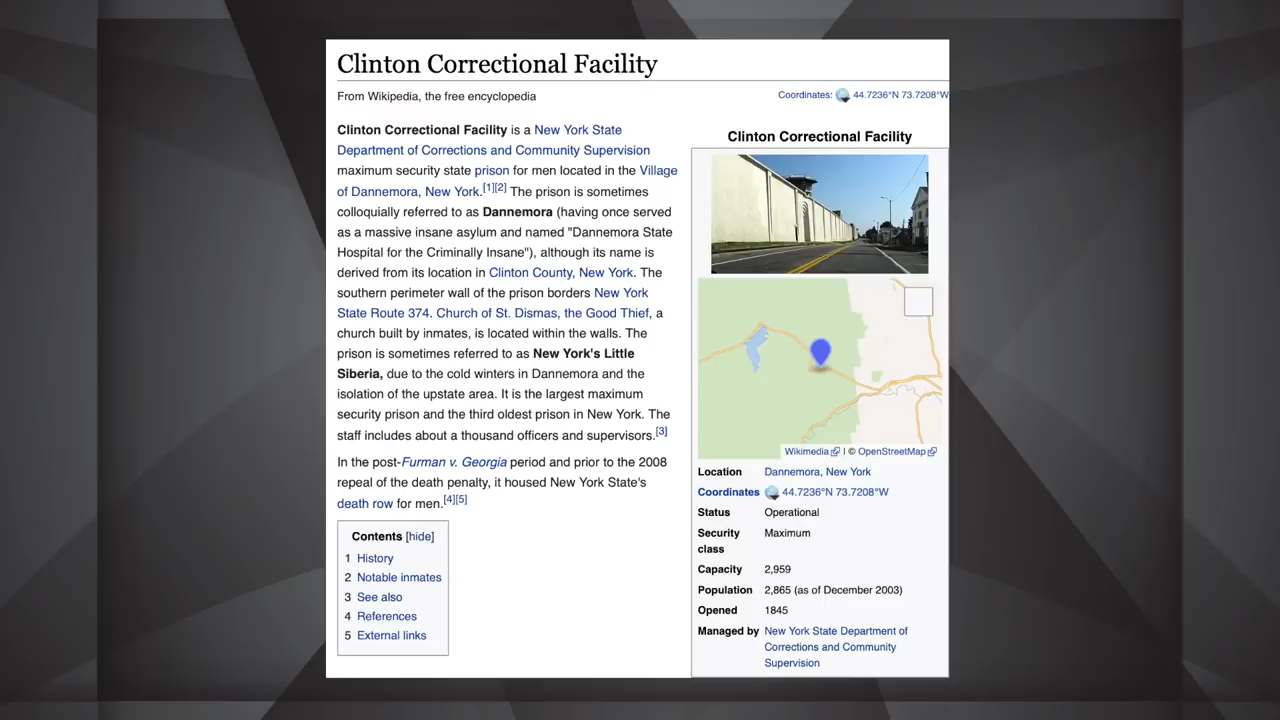 Clinton Correctional Facility
From Wikipedia, the free encyclopedia
Coordinates: 44.7236°N 73.7208°W
Clinton Correctional Facility is a New York State
Department of Corrections and Community Supervision
maximum security state prison for men located in the Village
of Dannemora, New York.[1][2] The prison is sometimes
colloquially referred to as Dannemora (having once served
as a massive insane asylum and named "Dannemora State
Hospital for the Criminally Insane"), although its name is
derived from its location in Clinton County, New York. The
southern perimeter wall of the prison borders New York
State Route 374. Church of St. Dismas, the Good Thief, a
church built by inmates, is located within the walls. The
prison is sometimes referred to as New York's Little
Siberia, due to the cold winters in Dannemora and the
isolation of the upstate area. It is the largest maximum
security prison and the third oldest prison in New York. The
staff includes about a thousand officers and supervisors.[3]
In the post-Furman v. Georgia period and prior to the 2008
repeal of the death penalty, it housed New York State's
death row for men.[4][5]
Contents [hide]
1 History
2 Notable inmates
3 See also
4 References
5 External links
Clinton Correctional Facility
Wikimedia | © OpenStreetMap
Location Dannemora, New York
Coordinates 44.7236°N 73.7208°W
Status Operational
Security Maximum
class
Capacity 2,959
Population 2,865 (as of December 2003)
Opened 1845
Managed by New York State Department of
Corrections and Community
Supervision